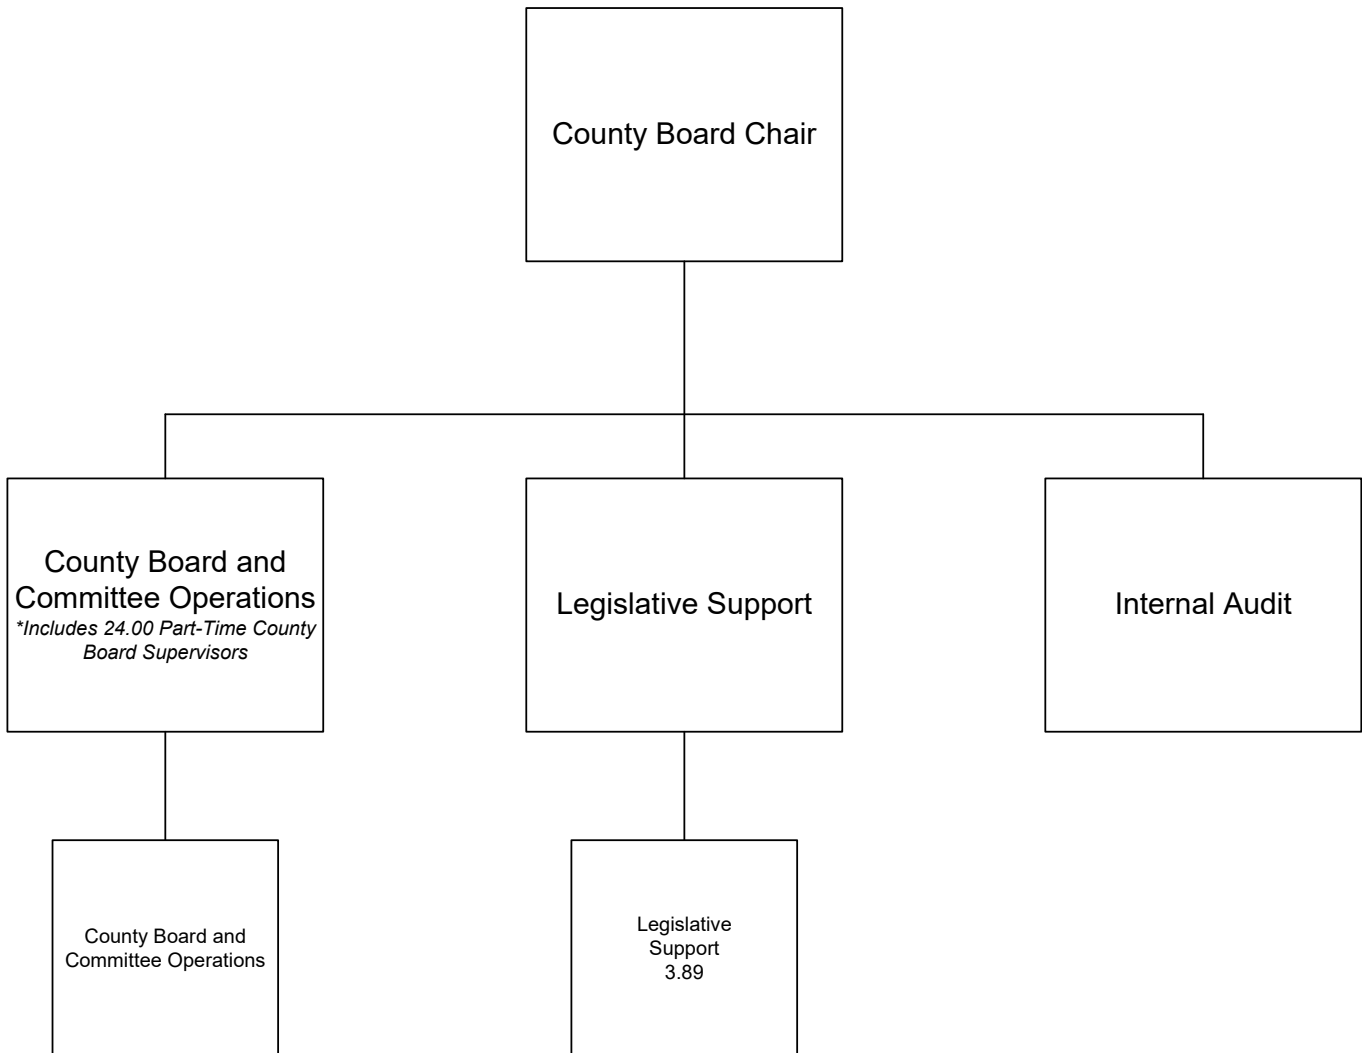 County Board Chair
County Board and
Committee Operations
*Includes 24.00 Part-Time County
Board Supervisors
Legislative Support
Internal Audit
County Board and
Committee Operations
Legislative
Support
3.89